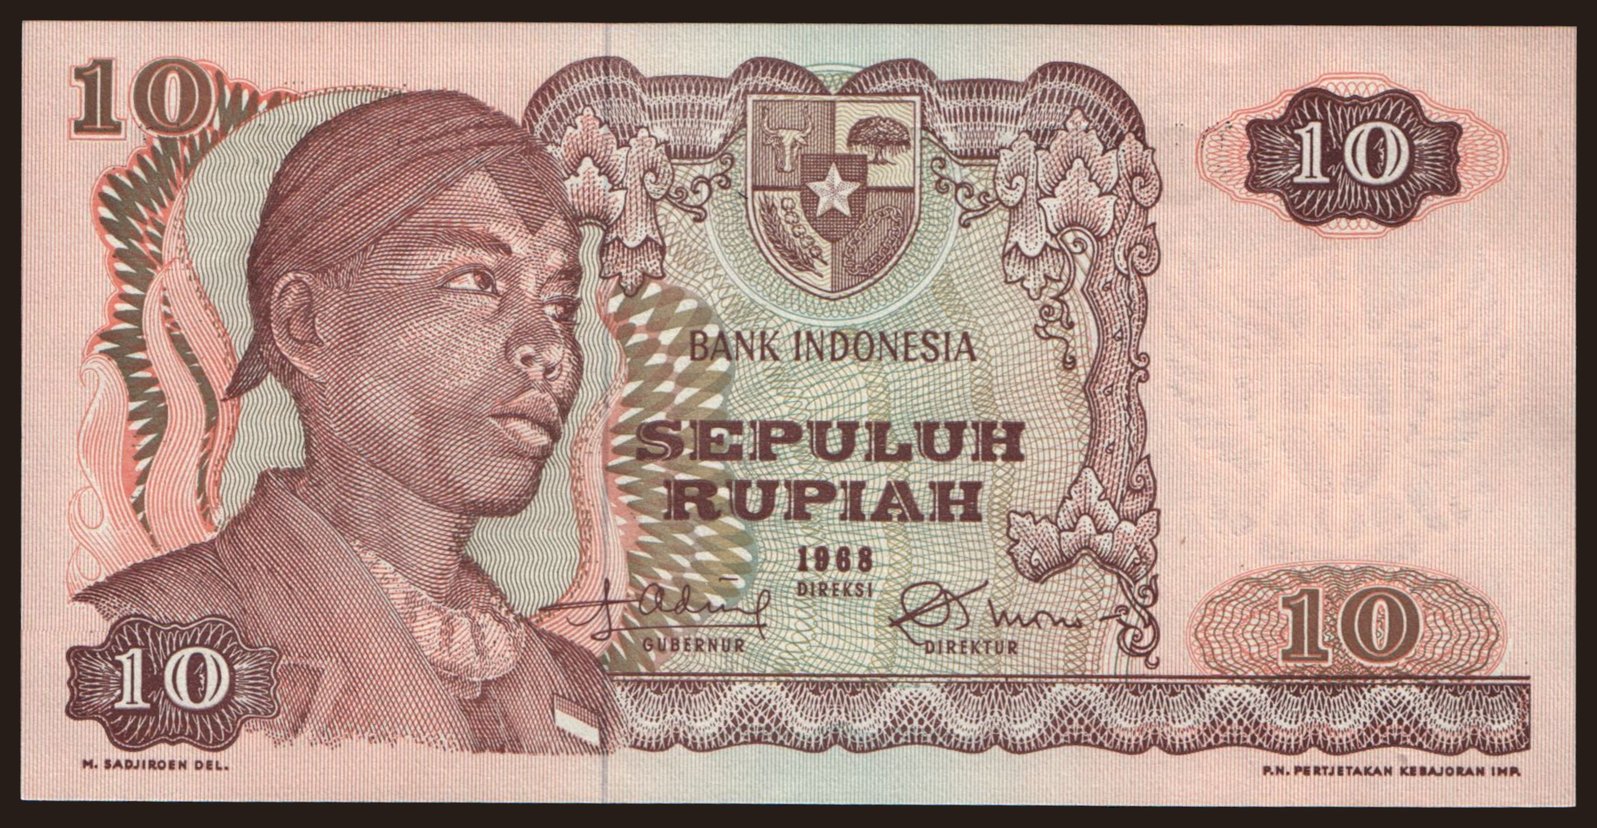 10
10
BANK INDONESIA
SEPULUH
RUPIAH
1968
DIREKSI
GUBERNUR
DIREKTUR
10
10
M. SADJIROEN DEL.
P.N. PERTJETAKAN KEBAJORAN IMP.